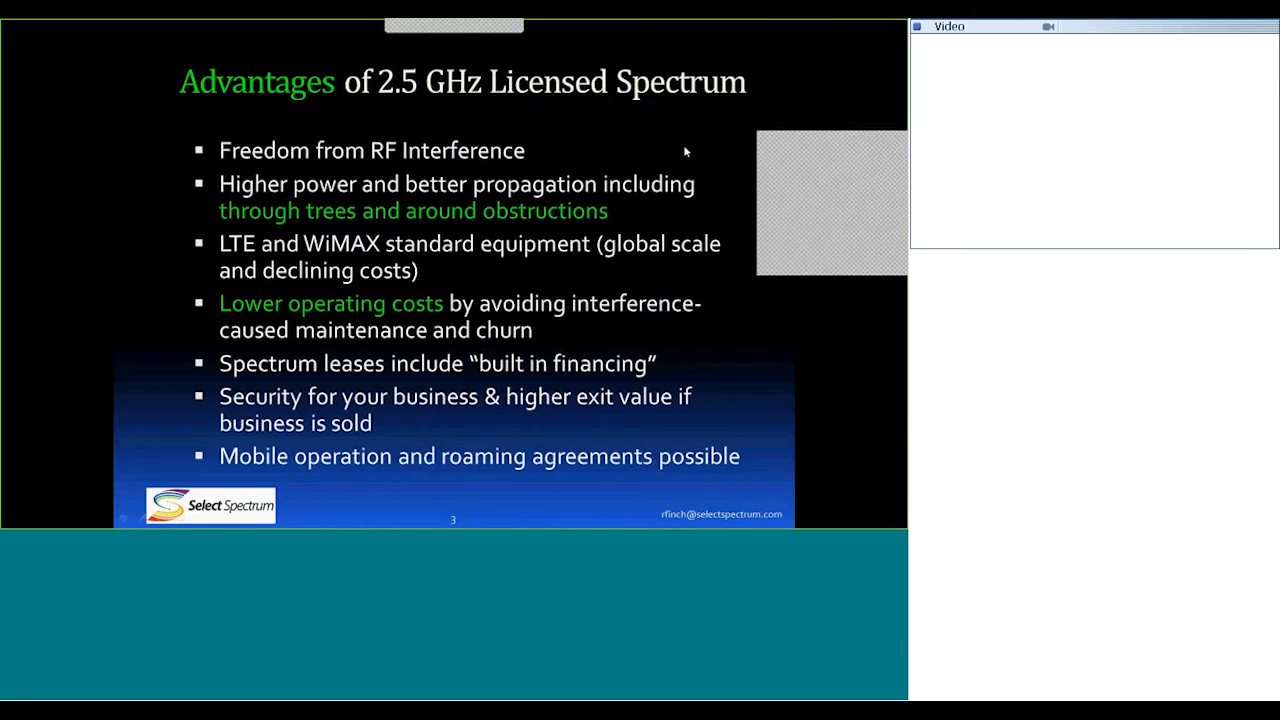 Video
Advantages of 2.5 GHz Licensed Spectrum
▪ Freedom from RF Interference
▪ Higher power and better propagation including
through trees and around obstructions
▪ LTE and WiMAX standard equipment (global scale
and declining costs)
▪ Lower operating costs by avoiding interference-
caused maintenance and churn
▪ Spectrum leases include “built in financing”
▪ Security for your business & higher exit value if
business is sold
▪ Mobile operation and roaming agreements possible
Select Spectrum
3
rfinch@selectspectrum.com